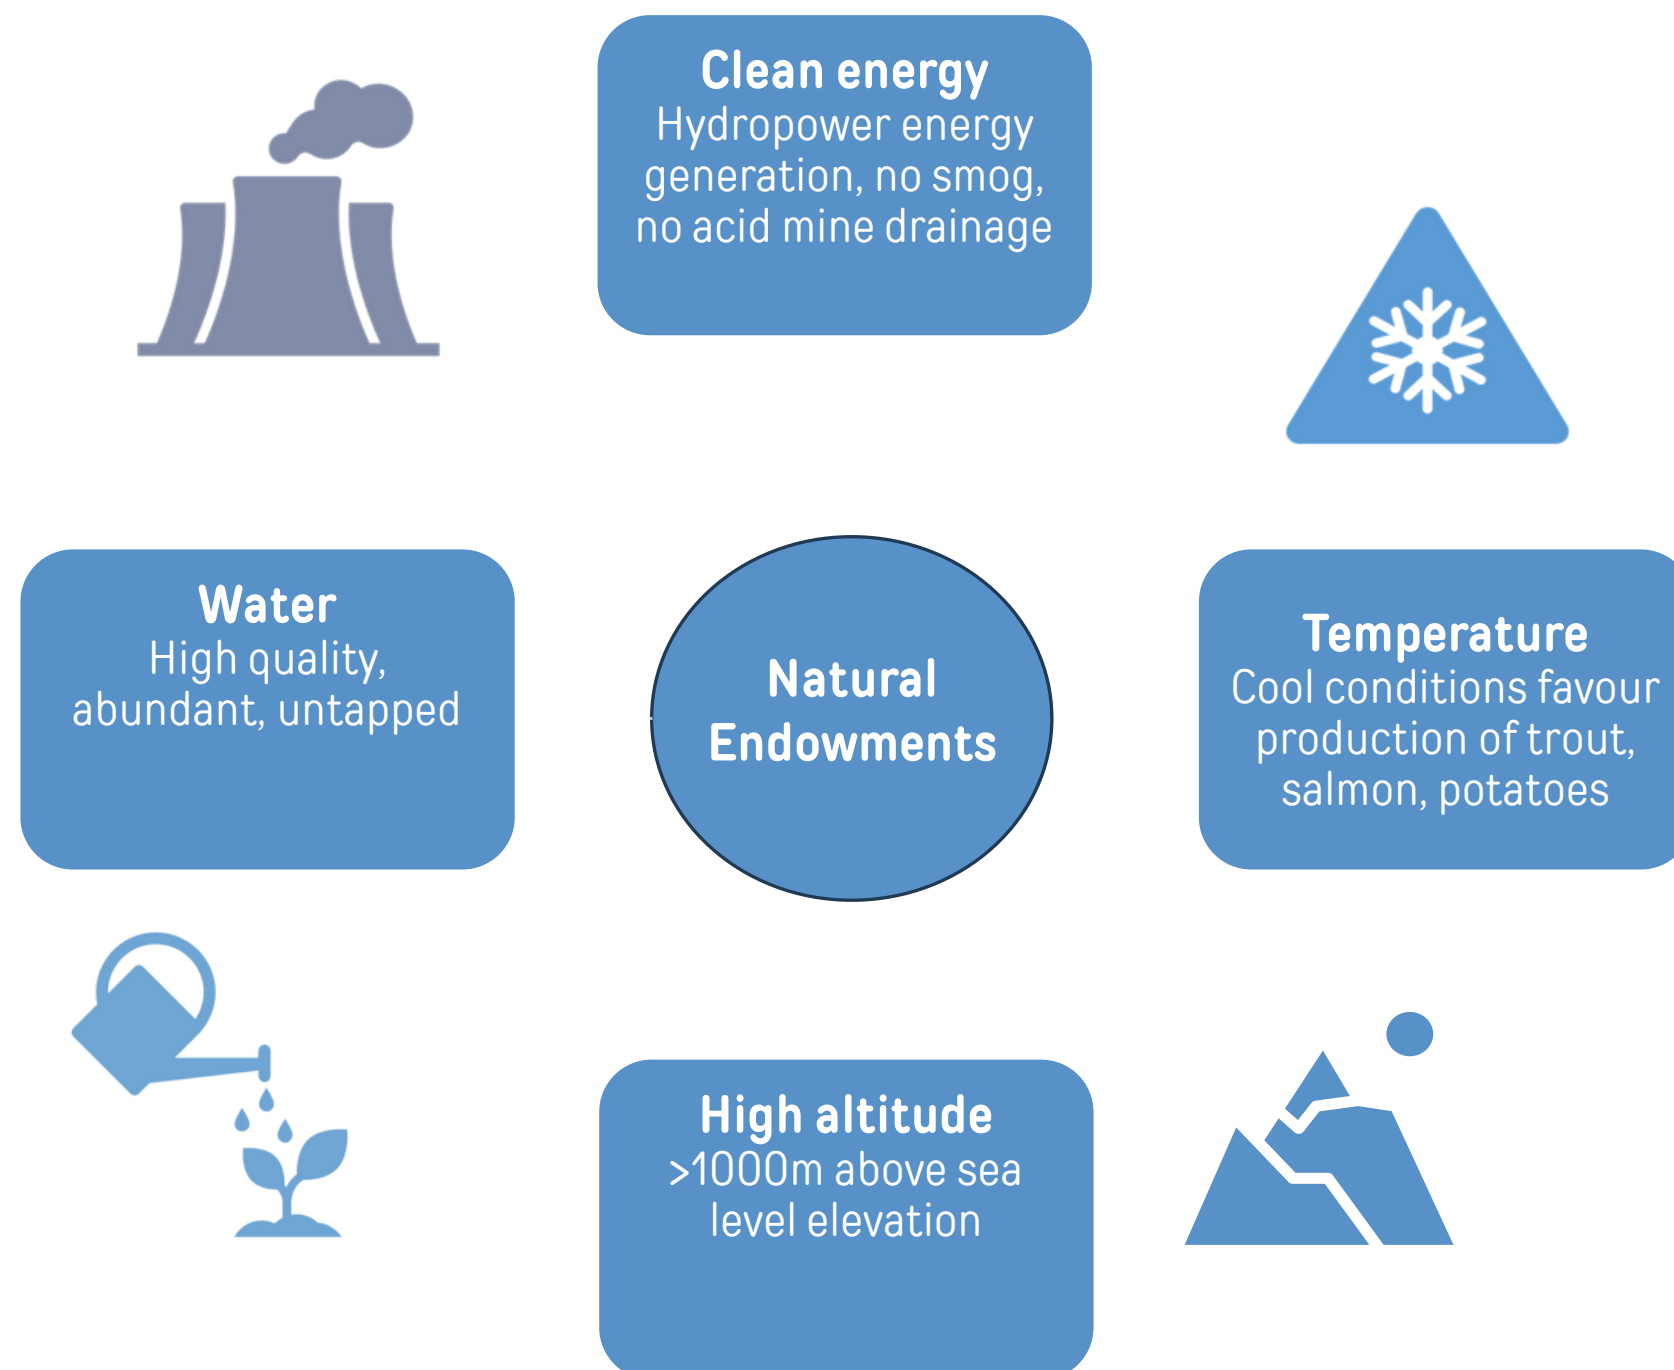 Clean energy
Hydropower energy
generation, no smog,
no acid mine drainage
Water
High quality,
abundant, untapped
Natural
Endowments
Temperature
Cool conditions favour
production of trout,
salmon, potatoes
High altitude
>1000m above sea
level elevation